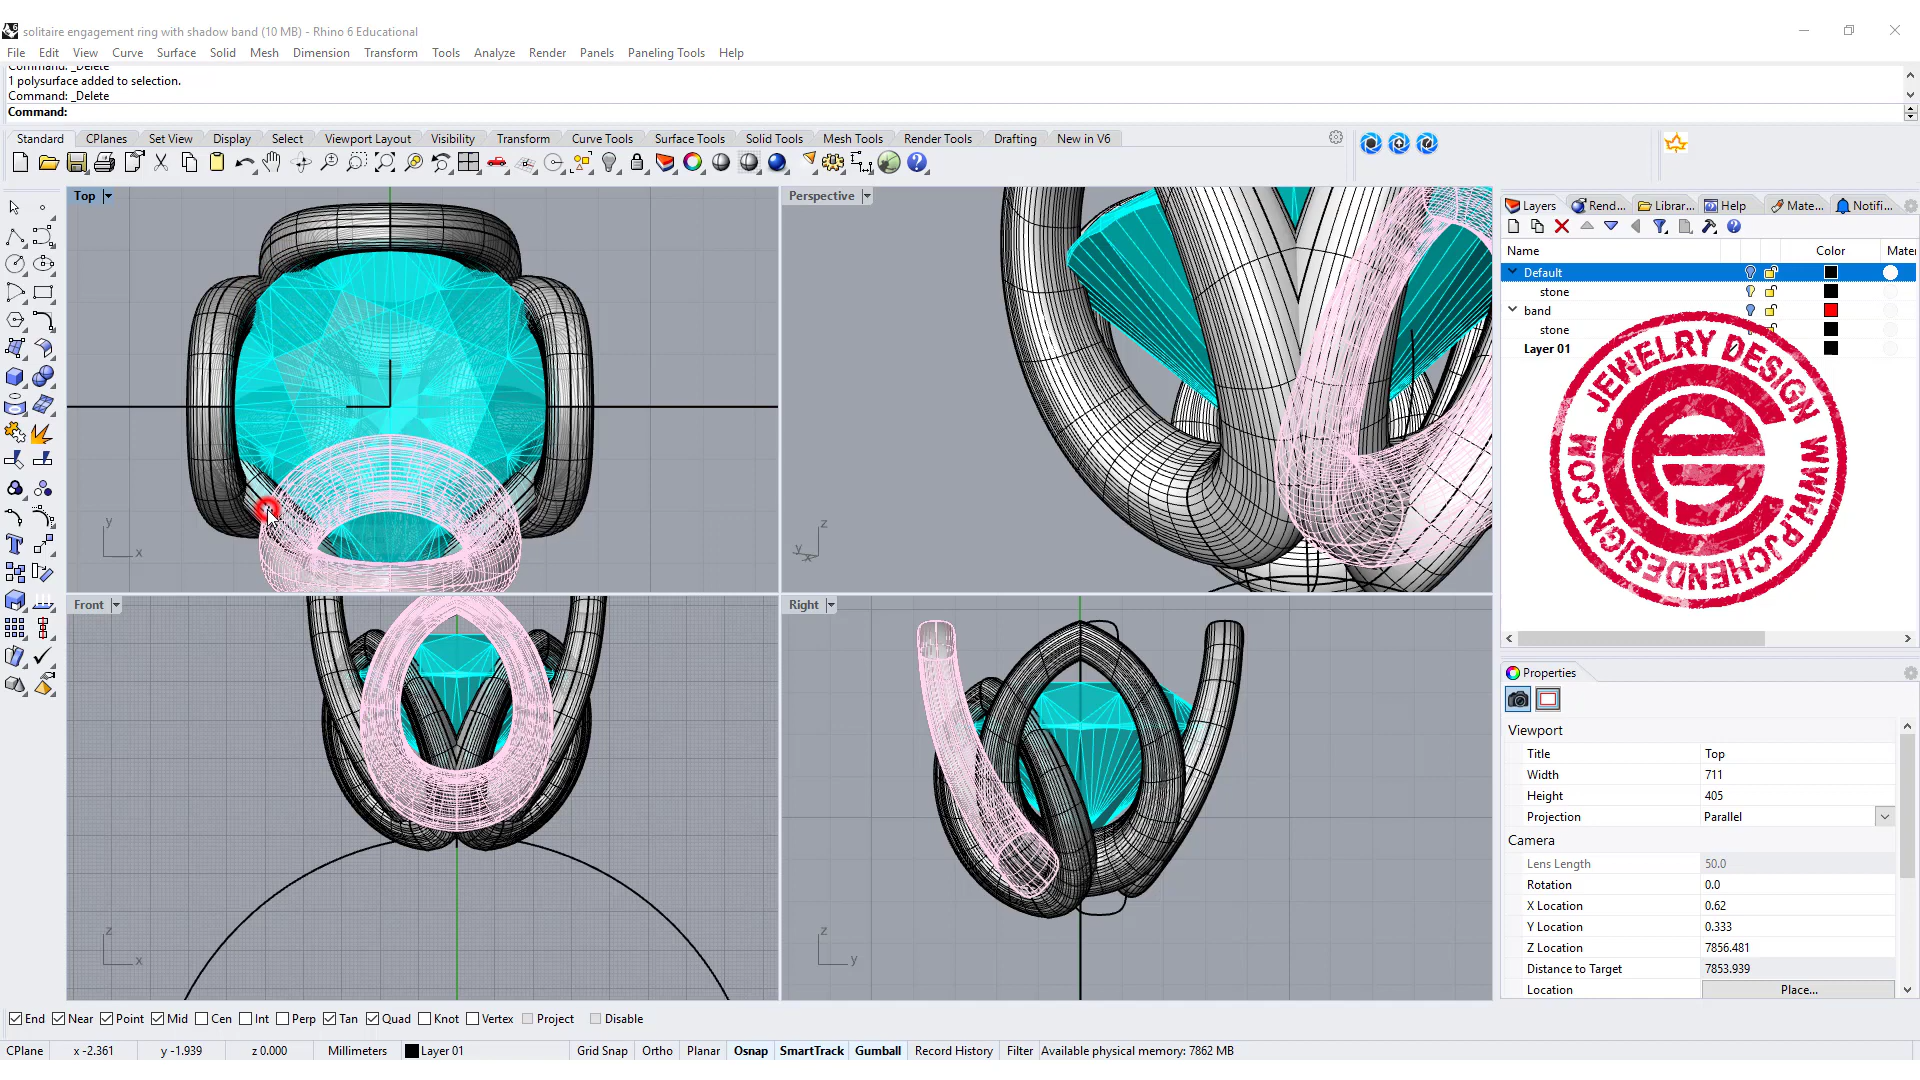 solitaire engagement ring with shadow band (10 MB) - Rhino 6 Educational
File Edit View Curve Surface Solid Mesh Dimension Transform Tools Analyze Render Panels Paneling Tools Help
Command: _Delete
1 polysurface added to selection.
Command: _Delete
Command:
Standard CPlanes Set View Display Select Viewport Layout Visibility Transform Curve Tools Surface Tools Solid Tools Mesh Tools Render Tools Drafting New in V6
Top
Perspective
Layers Rend... Librar... Help Mate... Notifi...
Name Color Mater
Default
stone
band
stone
Layer 01
JEWELRY DESIGN WWW.PJCHENDESIGN.COM
y
x
z
y
x
Front
Right
z
x
z
y
Properties
Viewport
Title Top
Width 711
Height 405
Projection Parallel
Camera
Lens Length 50.0
Rotation 0.0
X Location 0.62
Y Location 0.333
Z Location 7856.481
Distance to Target 7853.939
Location Place...
End Near Point Mid Cen Int Perp Tan Quad Knot Vertex Project Disable
CPlane x -2.361 y -1.939 z 0.000 Millimeters Layer 01 Grid Snap Ortho Planar Osnap SmartTrack Gumball Record History Filter Available physical memory: 7862 MB